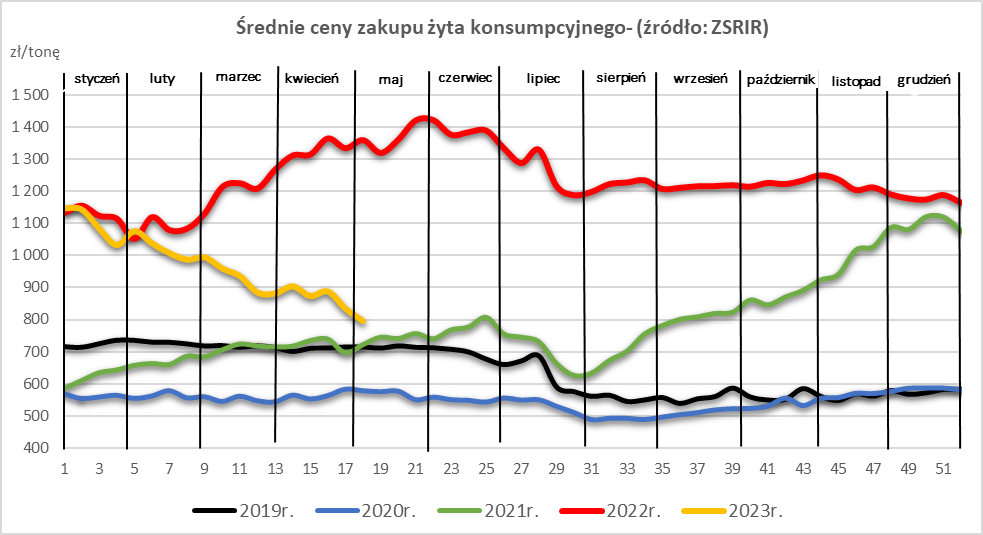 Średnie ceny zakupu żyta konsumpcyjnego- (źródło: ZSRIR)
zł/tonę
styczeń luty marzec kwiecień maj czerwiec lipiec sierpień wrzesień październik listopad grudzień
1 500
1 400
1 300
1 200
1 100
1 000
900
800
700
600
500
400
1 3 5 7 9 11 13 15 17 19 21 23 25 27 29 31 33 35 37 39 41 43 45 47 49 51
2019r. 2020r. 2021r. 2022r. 2023r.